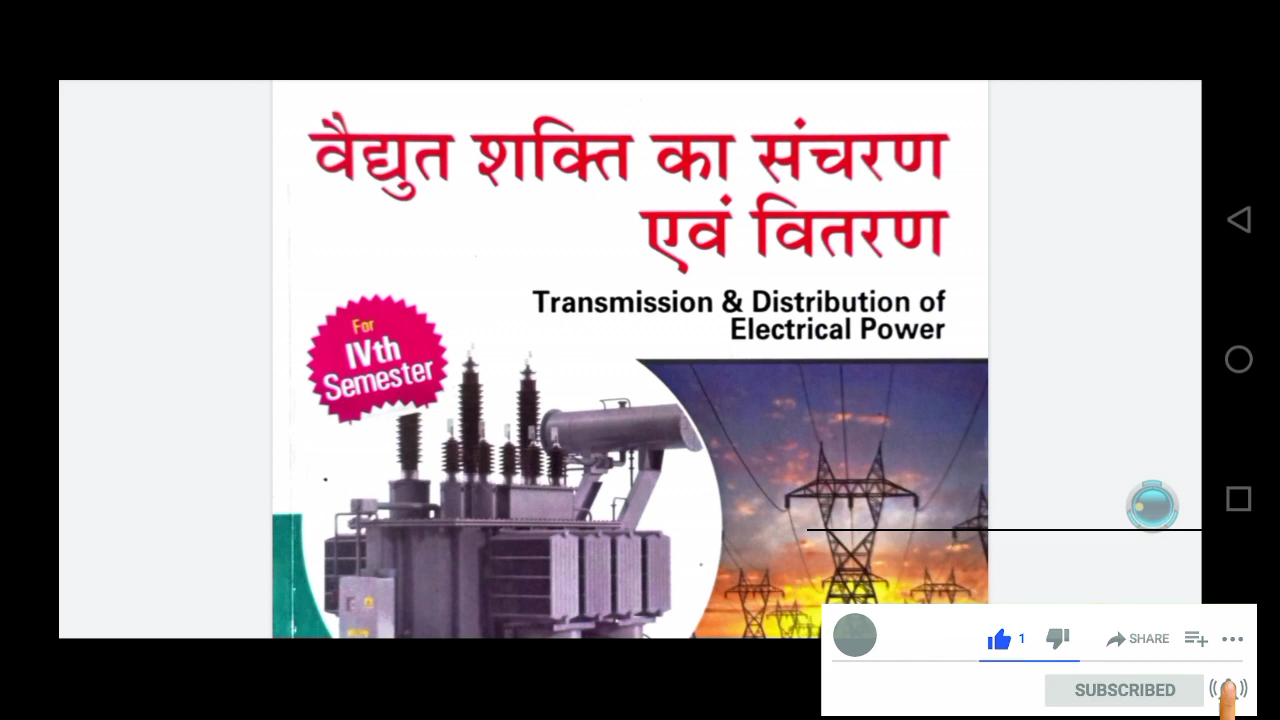 वैद्युत शक्ति का संचरण
एवं वितरण
Transmission & Distribution of
Electrical Power
For
IVth
Semester
1
SHARE
SUBSCRIBED